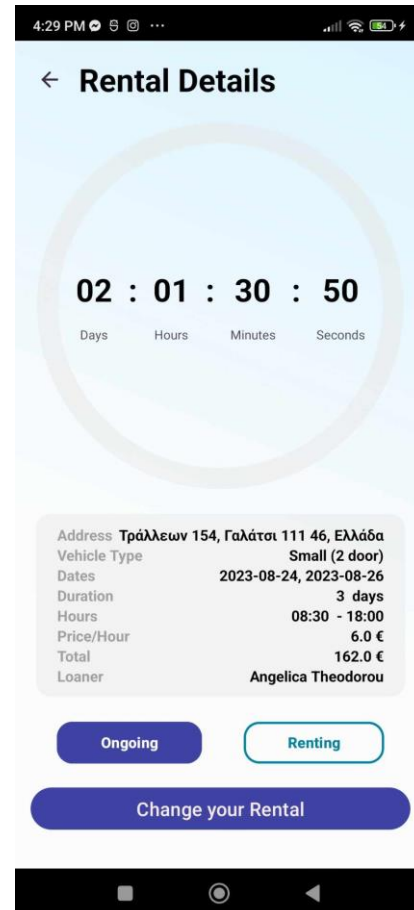 4:29 PM ···
54
← Rental Details
02 : 01 : 30 : 50
Days Hours Minutes Seconds
Address Τράλλεων 154, Γαλάτσι 111 46, Ελλάδα
Vehicle Type Small (2 door)
Dates 2023-08-24, 2023-08-26
Duration 3 days
Hours 08:30 - 18:00
Price/Hour 6.0 €
Total 162.0 €
Loaner Angelica Theodorou
Ongoing Renting
Change your Rental